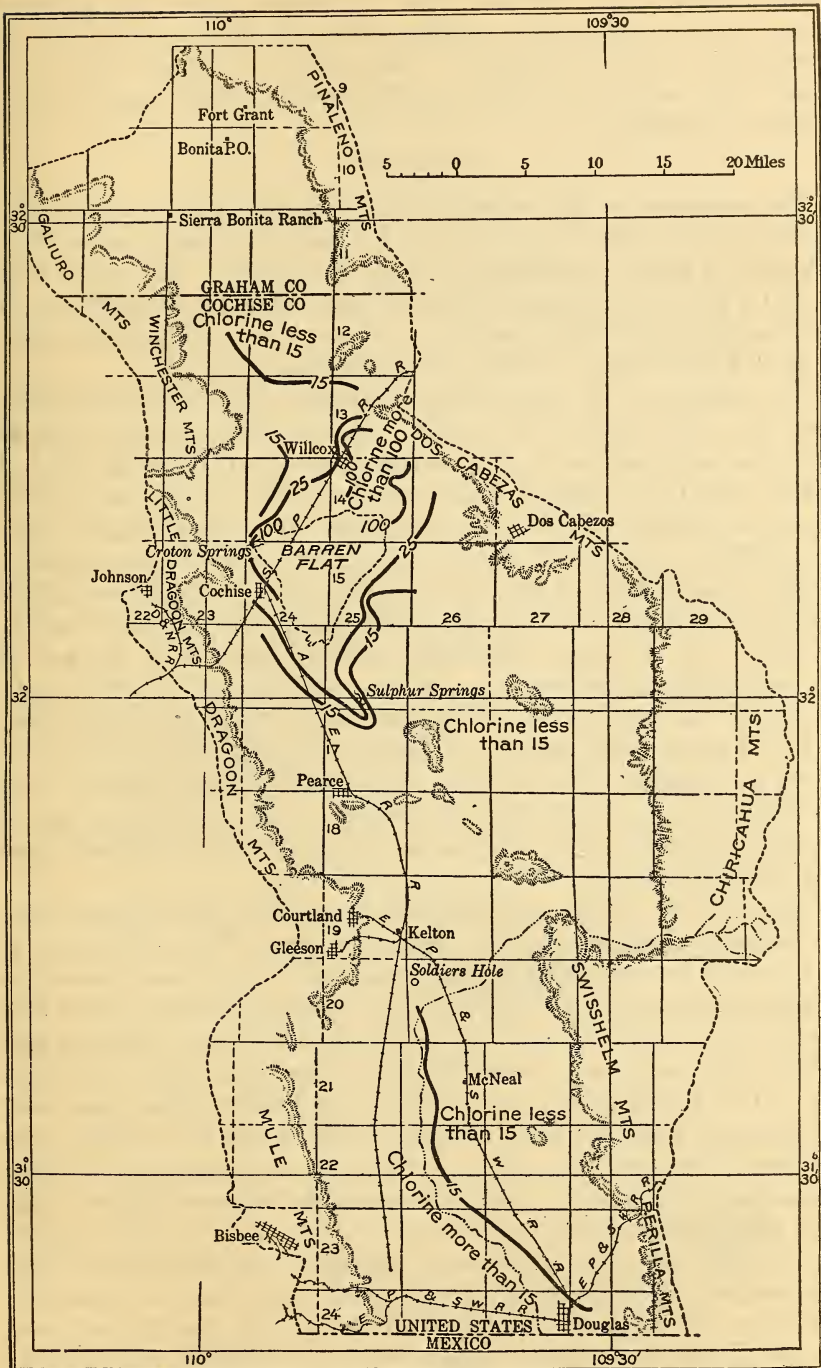 110°
109°30'
PINALENO MTS
9
Fort Grant
Bonita P.O.
10
5 0 5 10 15 20 Miles
32°
30'
32°
30'
Sierra Bonita Ranch
11
GALIURO MTS
GRAHAM CO
COCHISE CO
Chlorine less
than 15
WINCHESTER MTS
12
15
R
R
13
Chlorine more
than 100
Willcox
15
25
100
14
100
DOS CABEZAS MTS
Dos Cabezos
100
P
25
Croton Springs
BARREN
FLAT
S
15
LITTLE DRAGOON MTS
Johnson
Cochise
J D & N R R
22
23
24
25
26
27
28
29
A
15
32°
32°
Sulphur Springs
15
Chlorine less
than 15
E
DRAGOON MTS
Pearce
R
18
R
CHIRICAHUA MTS
Courtland
19
E
Kelton
Gleeson
P
Soldiers Hole
20
&
SWISSHELM MTS
21
McNeal
S
Chlorine less
than 15
MULE MTS
W
22
31°
30'
31°
30'
Chlorine more than 15
15
R
R
Bisbee
23
E P & S W R R
PERILLA MTS
24
E P & S W R R
UNITED STATES
MEXICO
Douglas
110°
109°30'